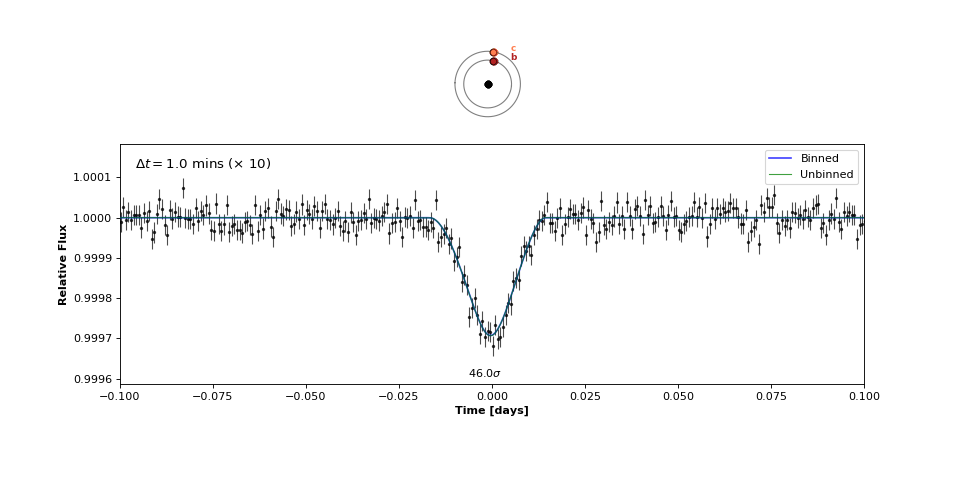 c
b
Δt = 1.0 mins (× 10)
Binned
Unbinned
1.0001
1.0000
0.9999
0.9998
0.9997
0.9996
Relative Flux
46.0σ
−0.100 −0.075 −0.050 −0.025 0.000 0.025 0.050 0.075 0.100
Time [days]